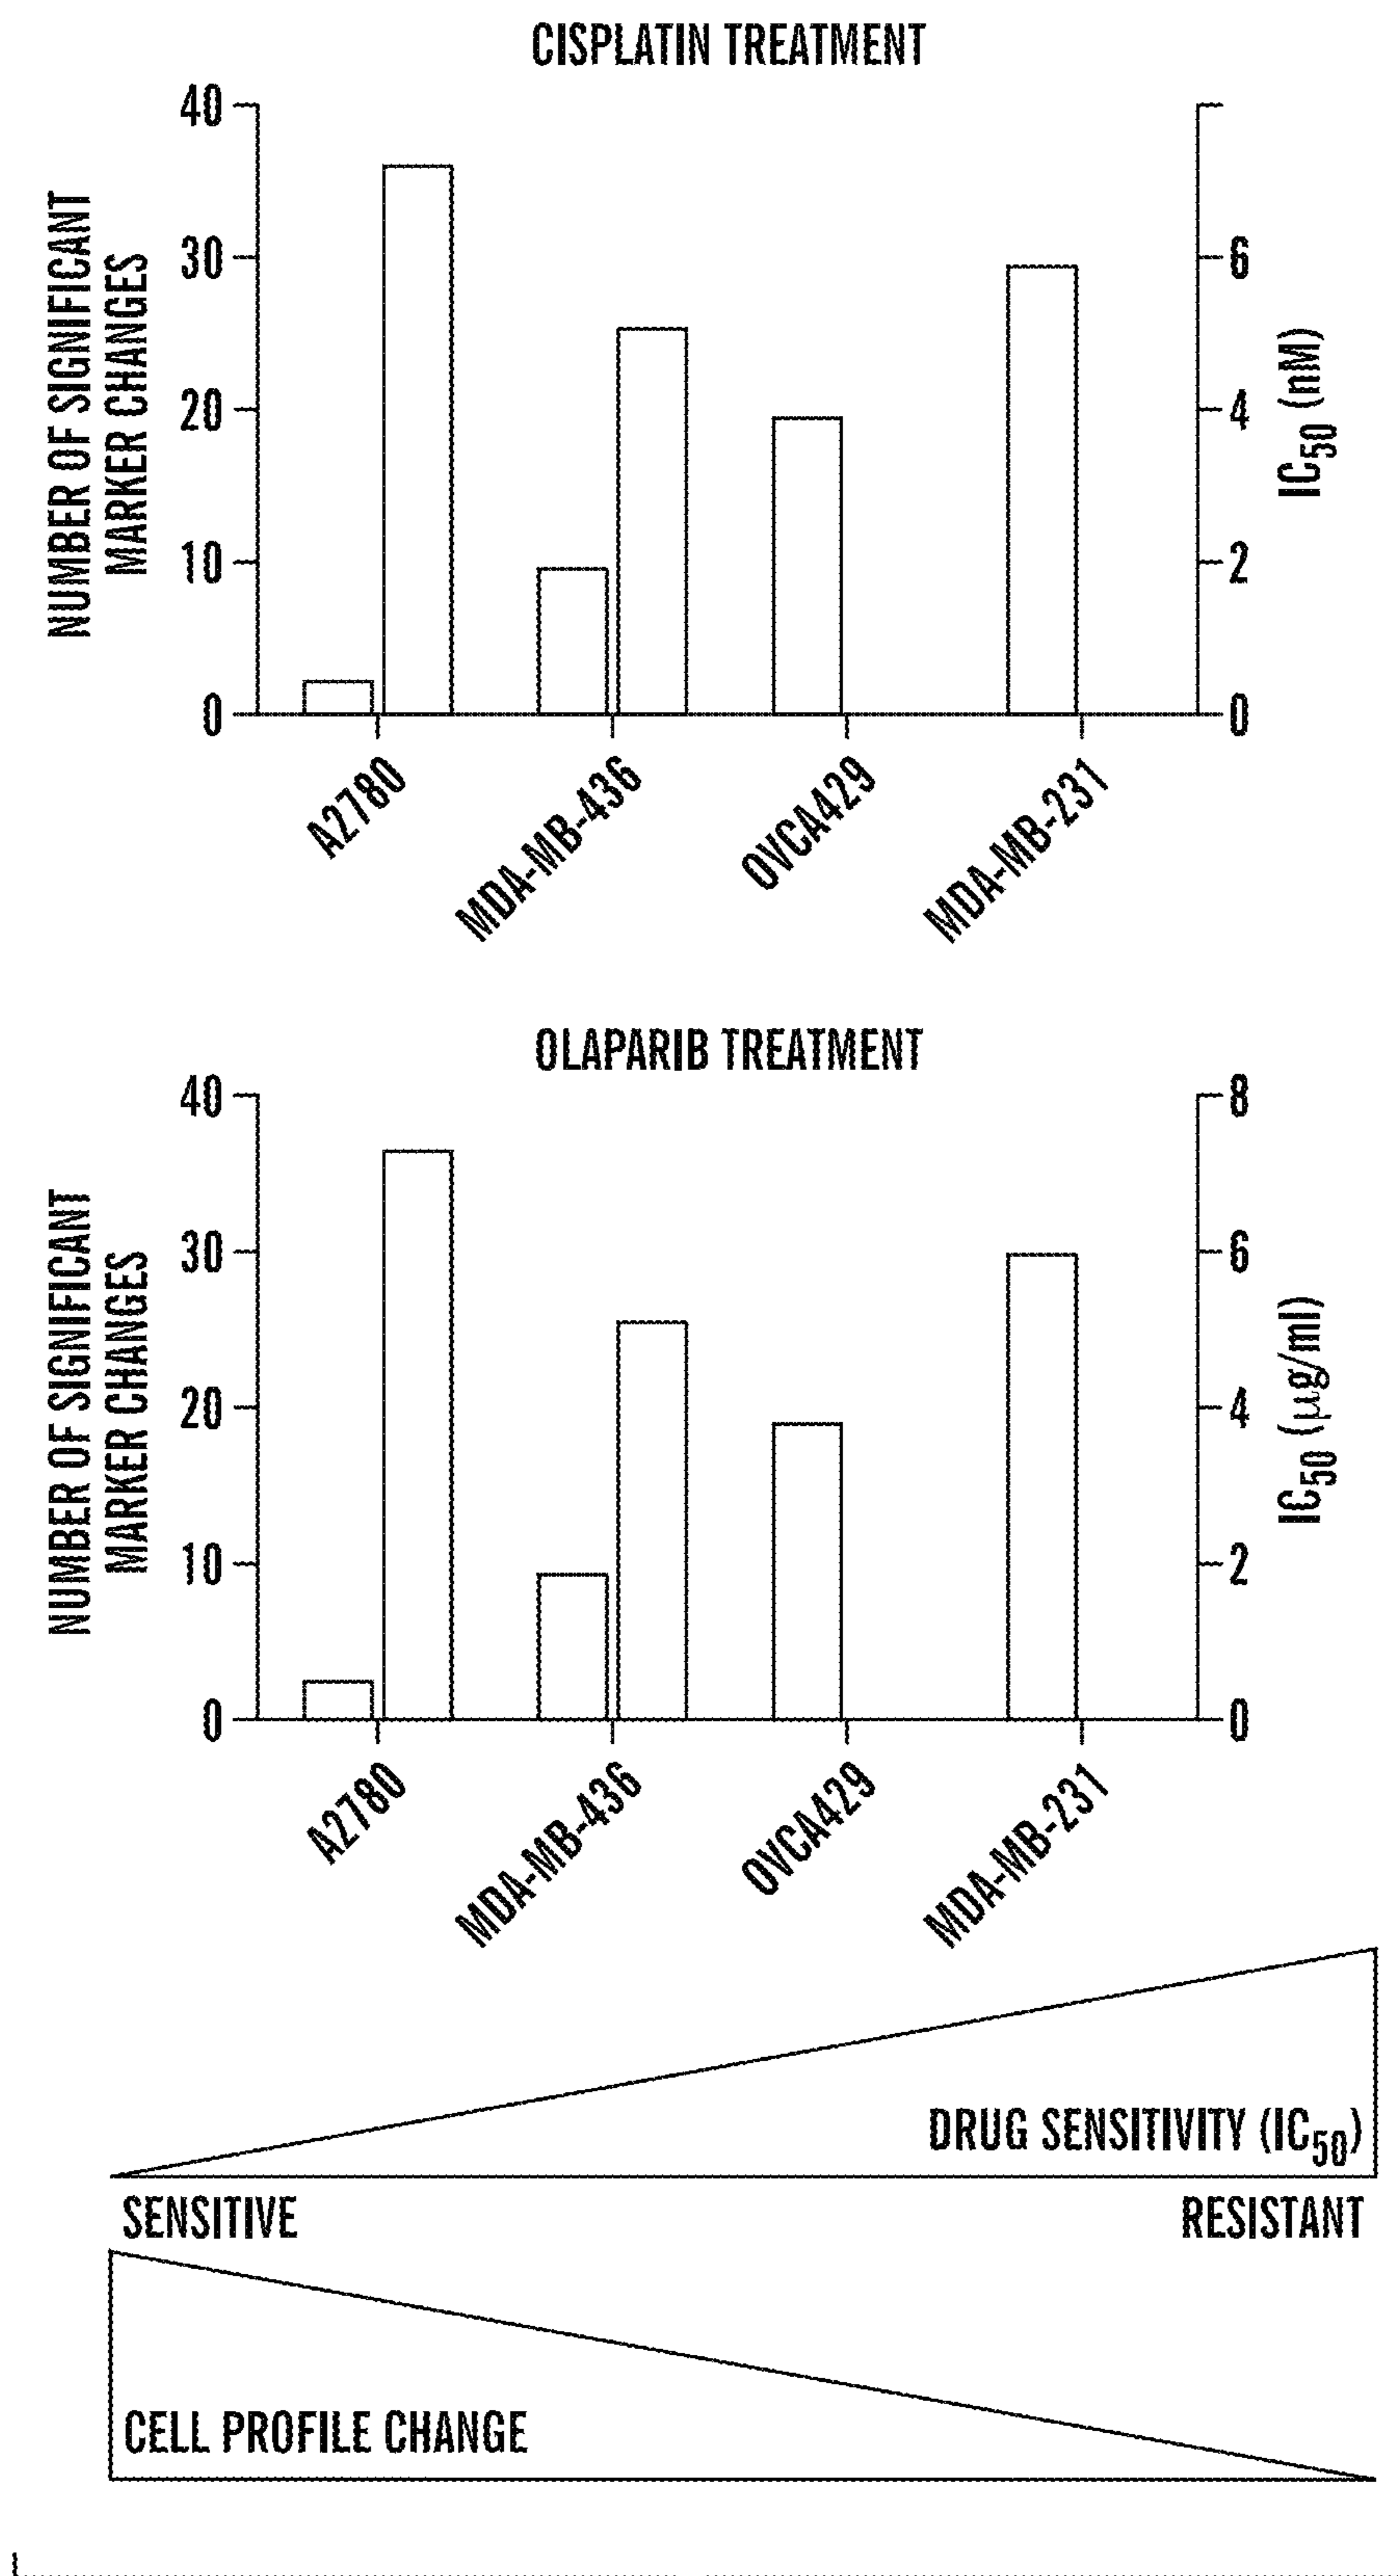 CISPLATIN TREATMENT
NUMBER OF SIGNIFICANT
MARKER CHANGES
40
30
20
10
0
6
4
2
0
IC50 (nM)
A2780
MDA-MB-436
OVCA429
MDA-MB-231
OLAPARIB TREATMENT
NUMBER OF SIGNIFICANT
MARKER CHANGES
40
30
20
10
0
8
6
4
2
0
IC50 (µg/ml)
A2780
MDA-MB-436
OVCA429
MDA-MB-231
DRUG SENSITIVITY (IC50)
SENSITIVE
RESISTANT
CELL PROFILE CHANGE